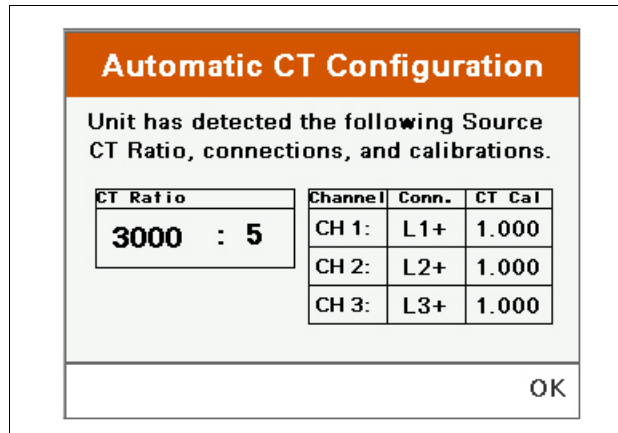 Automatic CT Configuration
Unit has detected the following Source
CT Ratio, connections, and calibrations.
CT Ratio
3000 : 5
Channel Conn. CT Cal
CH 1: L1+ 1.000
CH 2: L2+ 1.000
CH 3: L3+ 1.000
OK